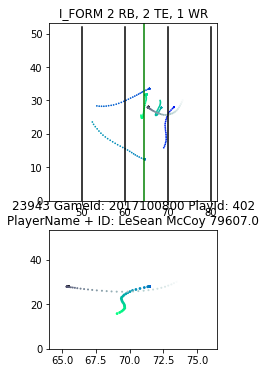 I_FORM 2 RB, 2 TE, 1 WR
50
40
30
20
10
0
50 60 70 80
23943 GameId: 2017100800 PlayId: 402
PlayerName + ID: LeSean McCoy 79607.0
40
20
0
65.0 67.5 70.0 72.5 75.0